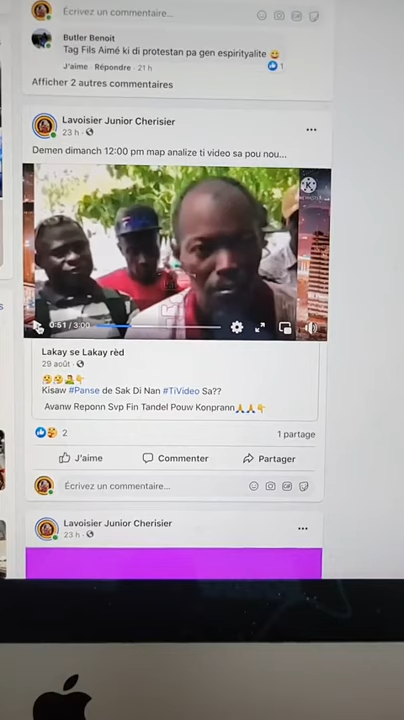 Écrivez un commentaire...
Butler Benoit
Tag Fils Aimé ki di protestan pa gen espiryalite 😄
J'aime · Répondre · 21 h
1
Afficher 2 autres commentaires
Lavoisier Junior Cherisier
23 h ·
Demen dimanch 12:00 pm map analize ti video sa pou nou...
0:51 / 3:00
Lakay se Lakay rèd
29 août ·
🤔🤔🤦👇
Kisaw #Panse de Sak Di Nan #TiVideo Sa??
Avanw Reponn Svp Fin Tandel Pouw Konprann🙏🙏👇
2
1 partage
J'aime
Commenter
Partager
Écrivez un commentaire...
Lavoisier Junior Cherisier
23 h ·